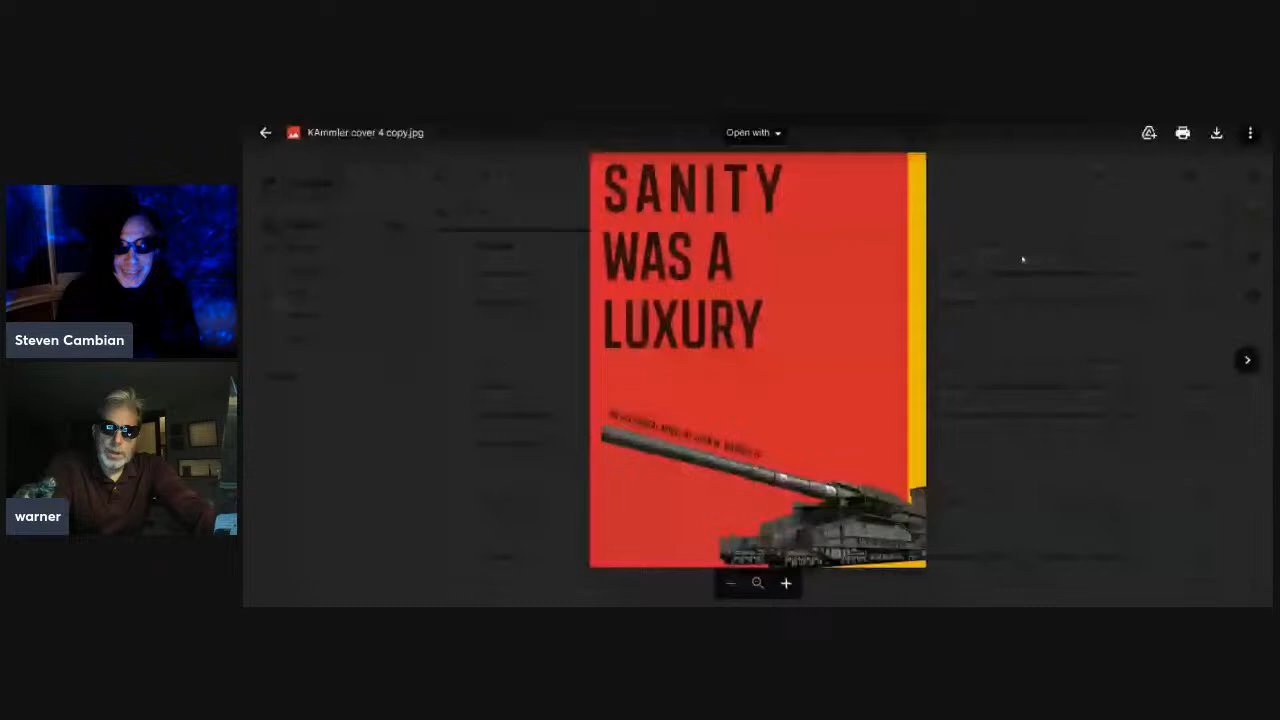 KAmmler cover 4 copy.jpg
Open with
SANITY
WAS A
LUXURY
Steven Cambian
warner